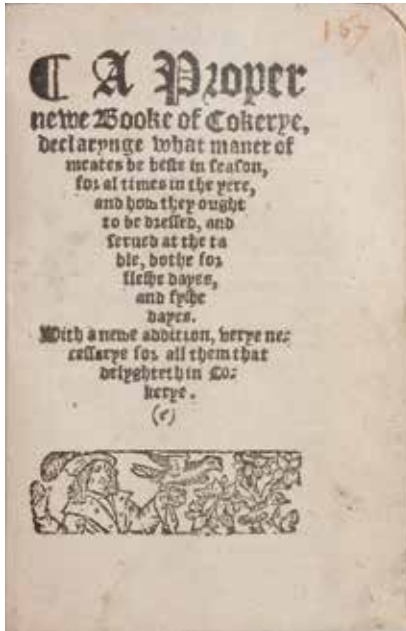 157
¶ A Proper
newe Booke of Cokerye,
declarynge what maner of
meates be beste in season,
for al times in the yere,
and how they ought
to be dressed, and
serued at the ta
ble, bothe for
fleshe dayes,
and fyshe
dayes.
With a newe addition, verye ne⸗
cessarye for all them that
delyghteth in Co⸗
kerye.